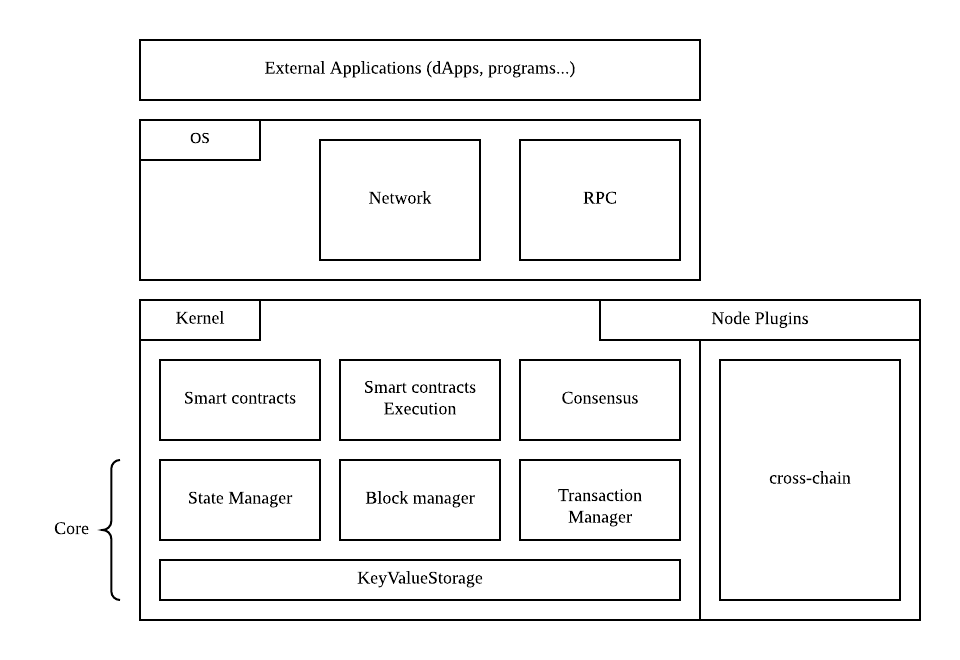 External Applications (dApps, programs...)
OS
Network
RPC
Kernel
Node Plugins
Smart contracts
Smart contracts
Execution
Consensus
cross-chain
State Manager
Block manager
Transaction
Manager
Core
KeyValueStorage